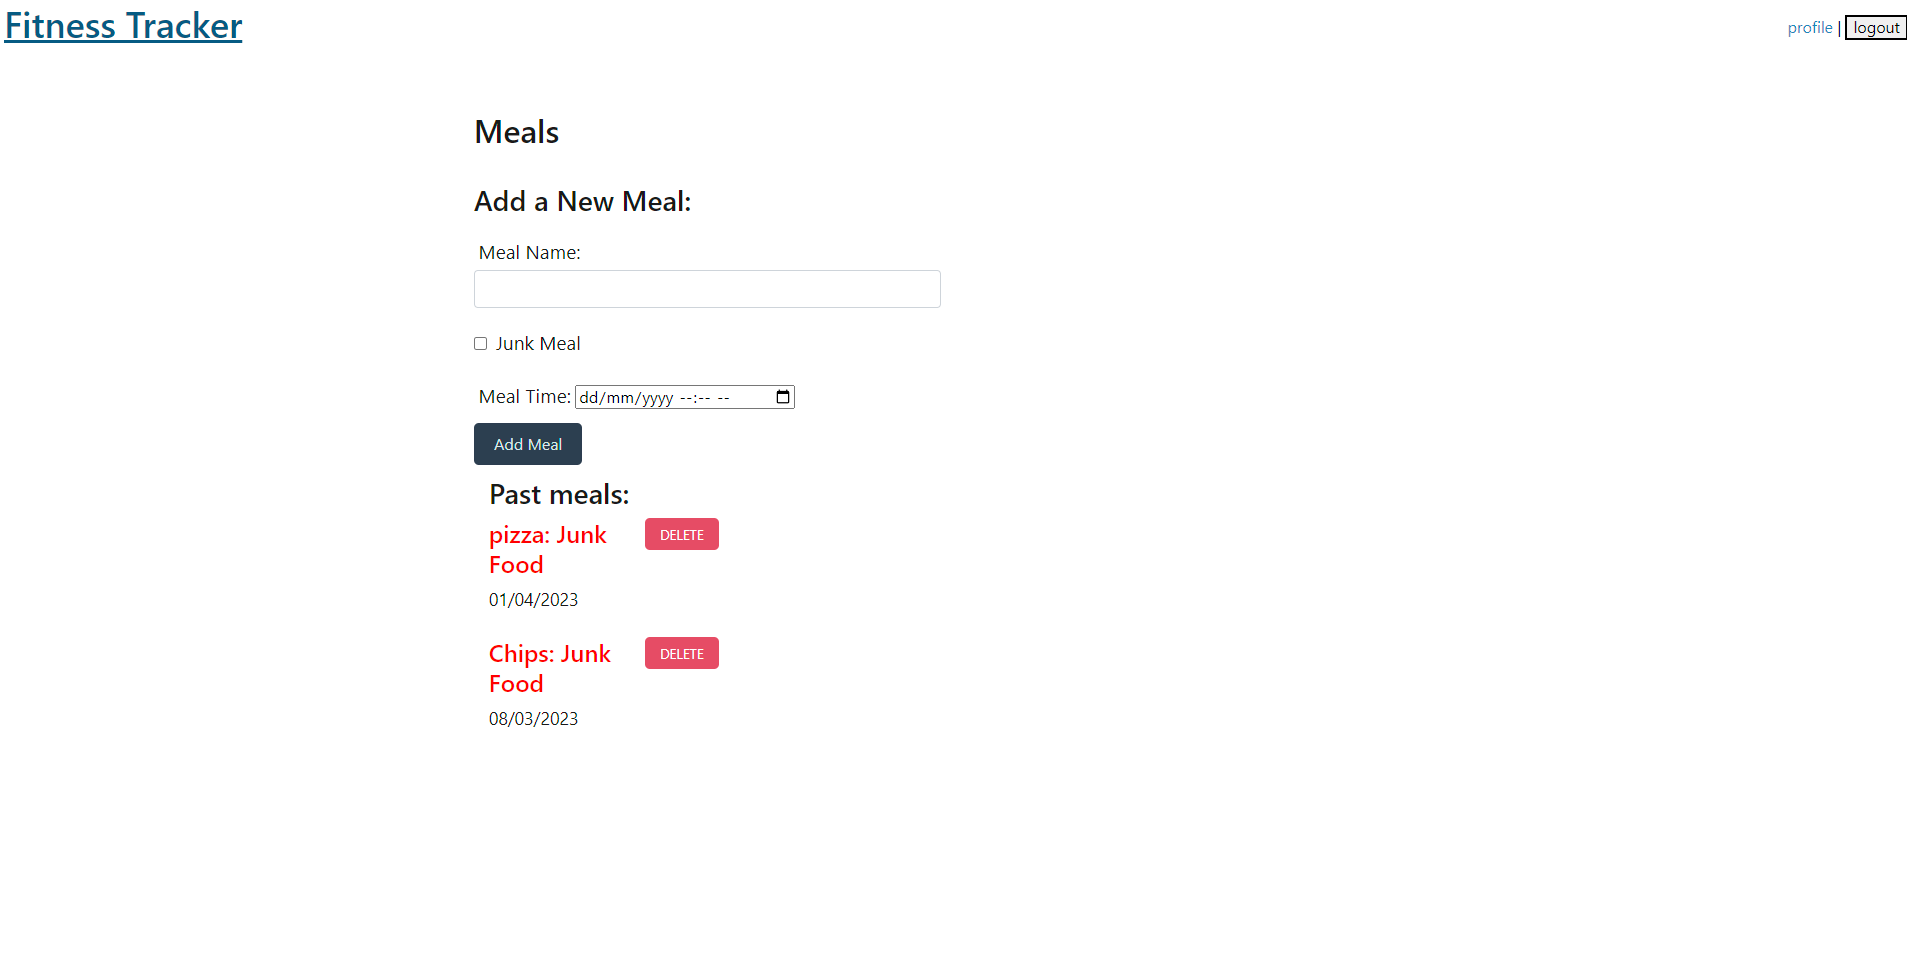 Fitness Tracker
profile | logout
Meals
Add a New Meal:
Meal Name:
Junk Meal
Meal Time: dd/mm/yyyy --:-- --
Add Meal
Past meals:
pizza: Junk
Food
DELETE
01/04/2023
Chips: Junk
Food
DELETE
08/03/2023